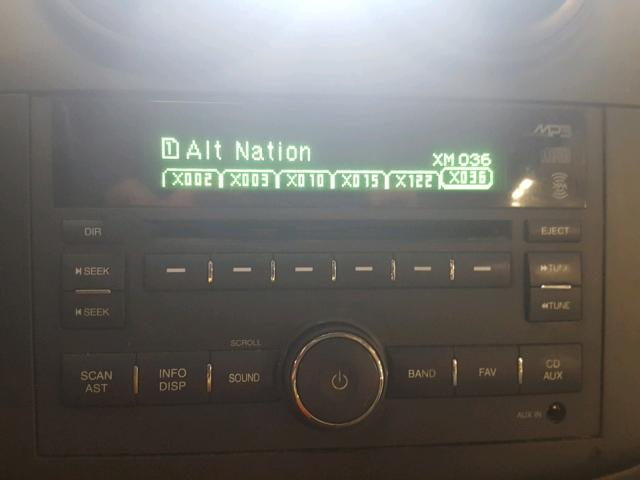 1 Alt Nation
XM 036
X002 X003 X010 X015 X122 X036
MP3
DIR
EJECT
SEEK
TUNE
SEEK
TUNE
SCROLL
SCAN AST
INFO DISP
SOUND
BAND
FAV
CD AUX
AUX IN